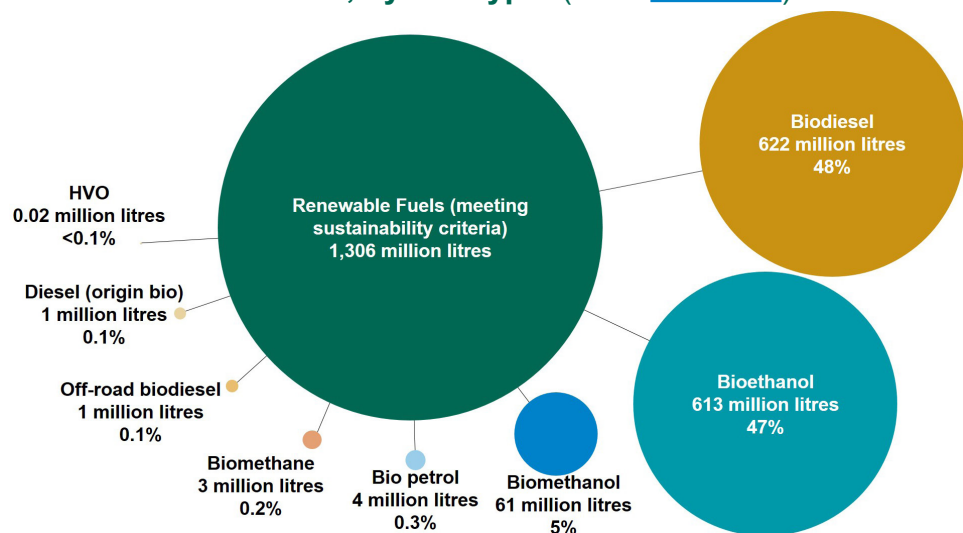 Renewable Fuels (meeting
sustainability criteria)
1,306 million litres
Biodiesel
622 million litres
48%
HVO
0.02 million litres
<0.1%
Diesel (origin bio)
1 million litres
0.1%
Off-road biodiesel
1 million litres
0.1%
Biomethane
3 million litres
0.2%
Bio petrol
4 million litres
0.3%
Biomethanol
61 million litres
5%
Bioethanol
613 million litres
47%